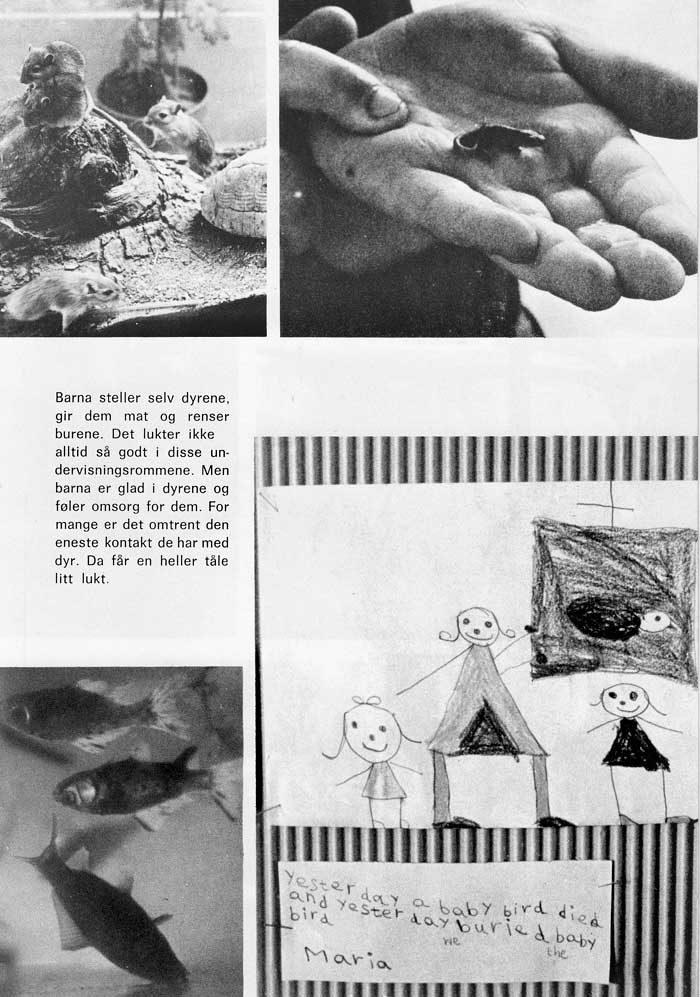 Barna steller selv dyrene,
gir dem mat og renser
burene. Det lukter ikke
alltid så godt i disse un-
dervisningsrommene. Men
barna er glad i dyrene og
føler omsorg for dem. For
mange er det omtrent den
eneste kontakt de har med
dyr. Da får en heller tåle
litt lukt.
Yesterday a baby bird died
and yesterday buried baby
bird
we the
Maria